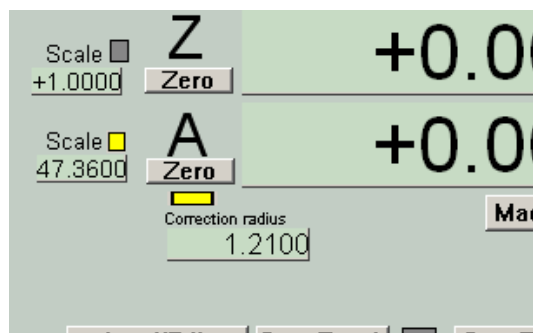 Scale Z +0.0
+1.0000 Zero
Scale A +0.0
47.3600 Zero
Correction radius
1.2100